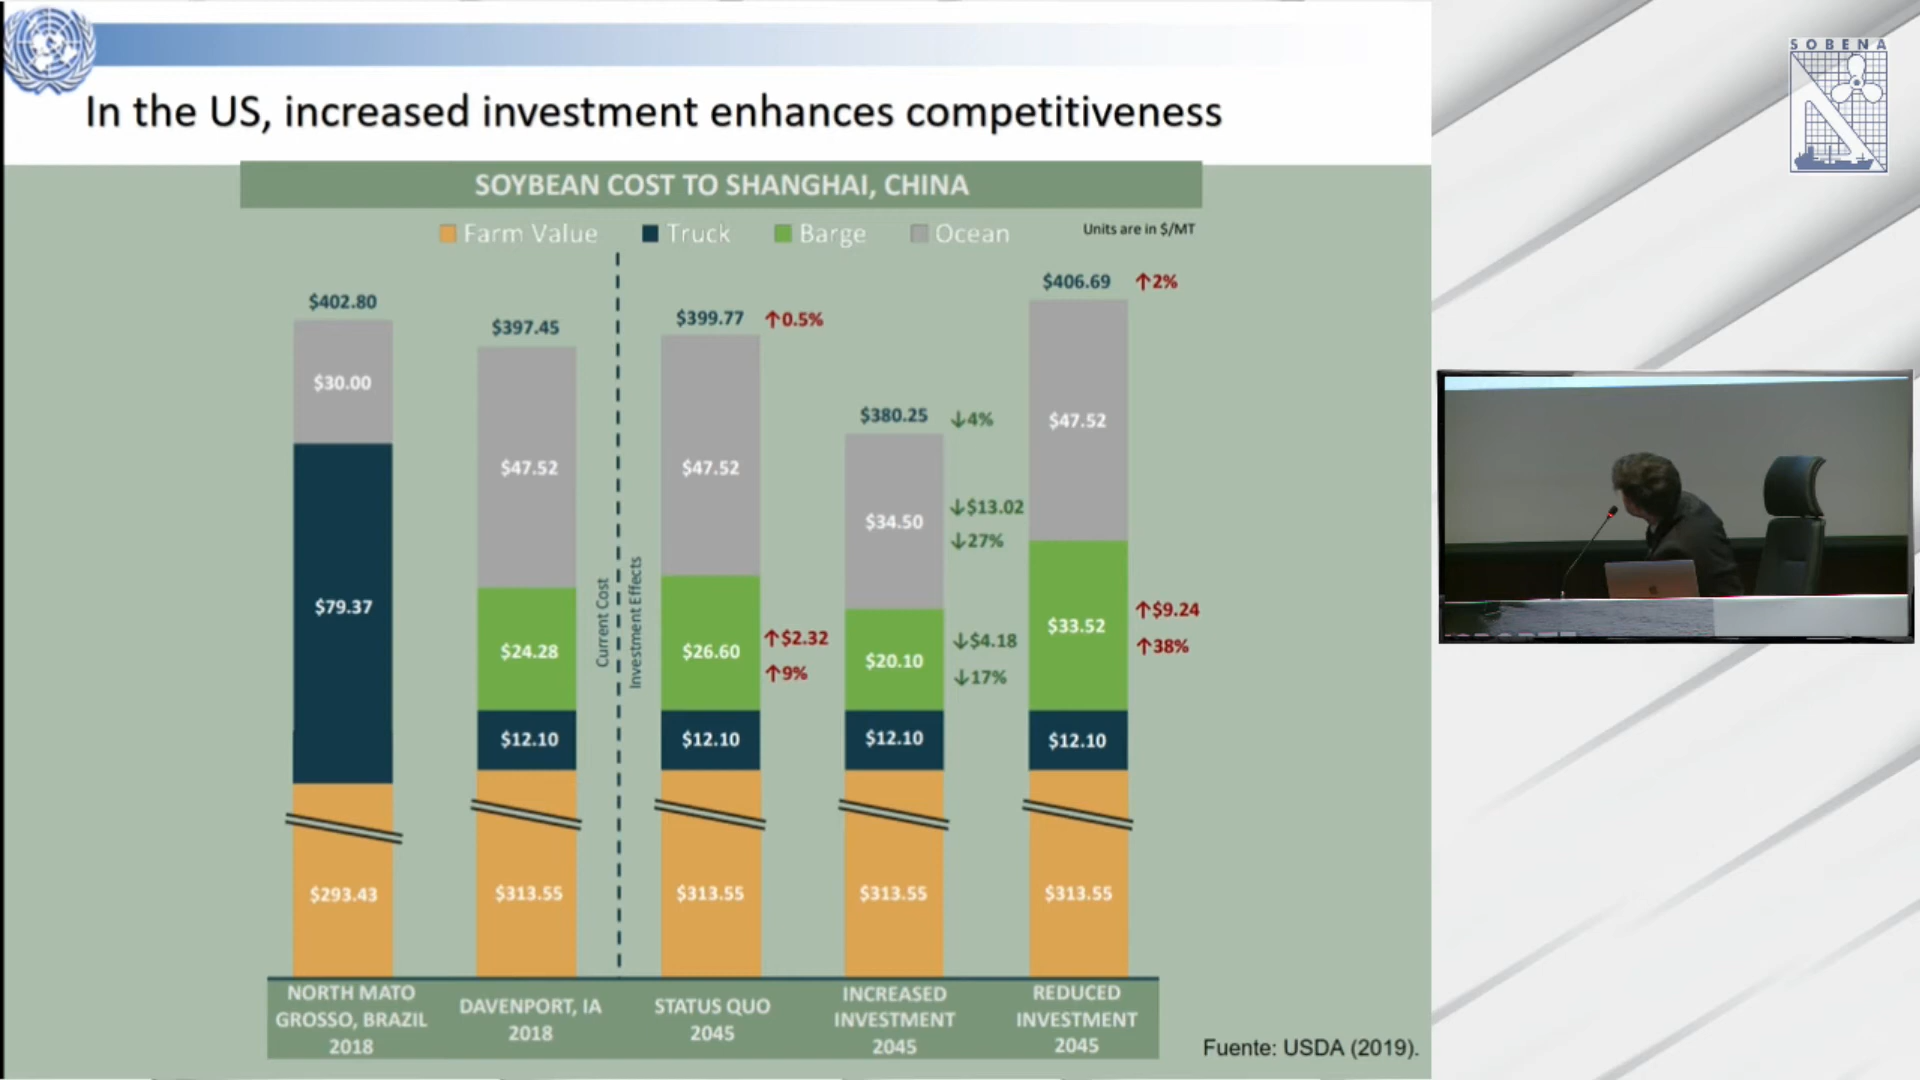 SOBENA
In the US, increased investment enhances competitiveness
SOYBEAN COST TO SHANGHAI, CHINA
Farm Value Truck Barge Ocean
Units are in $/MT
$402.80
$30.00
$79.37
$293.43
NORTH MATO
GROSSO, BRAZIL
2018
$397.45
$47.52
$24.28
$12.10
$313.55
DAVENPORT, IA
2018
Current Cost
Investment Effects
$399.77 ↑0.5%
$47.52
$26.60
↑$2.32
↑9%
$12.10
$313.55
STATUS QUO
2045
$380.25 ↓4%
$34.50
↓$13.02
↓27%
$20.10
↓$4.18
↓17%
$12.10
$313.55
INCREASED
INVESTMENT
2045
$406.69 ↑2%
$47.52
$33.52
↑$9.24
↑38%
$12.10
$313.55
REDUCED
INVESTMENT
2045
Fuente: USDA (2019).